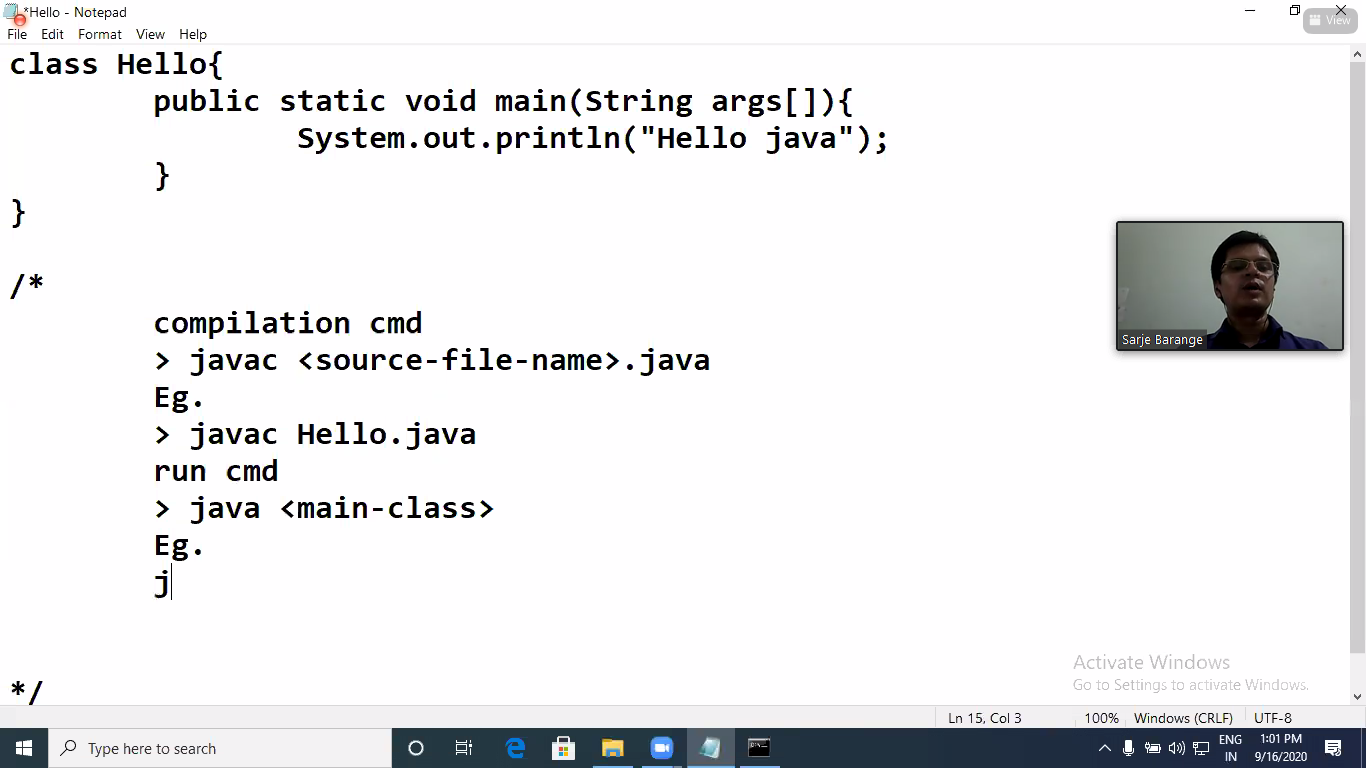 *Hello - Notepad
View
File Edit Format View Help
class Hello{
public static void main(String args[]){
System.out.println("Hello java");
}
}
/*
compilation cmd
> javac <source-file-name>.java
Eg.
> javac Hello.java
run cmd
> java <main-class>
Eg.
j
*/
Sarje Barange
Activate Windows
Go to Settings to activate Windows.
Ln 15, Col 3 100% Windows (CRLF) UTF-8
Type here to search
ENG
IN
1:01 PM
9/16/2020